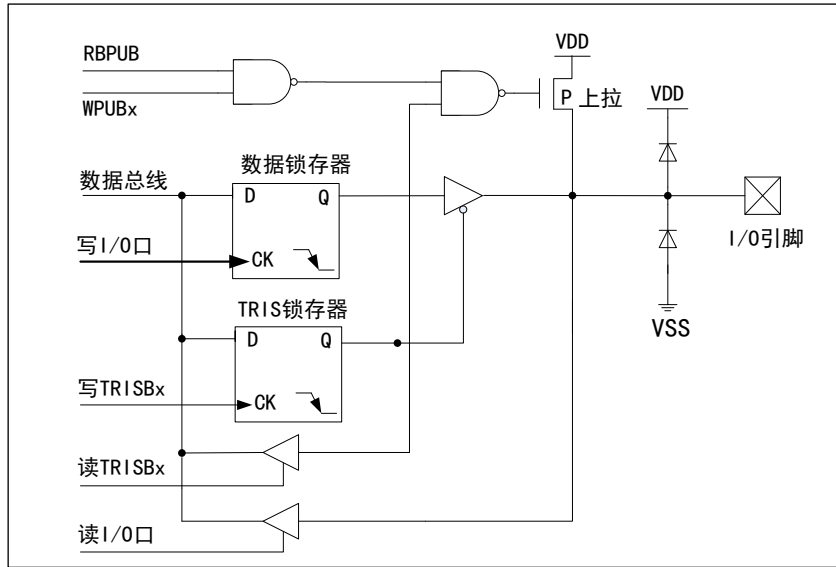 RBPUB
WPUBx
VDD
P 上拉
VDD
数据总线
数据锁存器
D Q
写I/O口
CK
I/O引脚
TRIS锁存器
D Q
VSS
写TRISBx
CK
读TRISBx
读I/O口